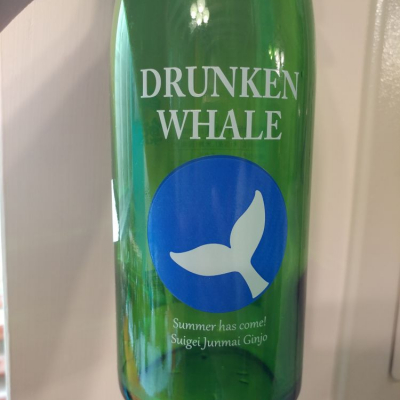 DRUNKEN
WHALE
Summer has come!
Suigei Junmai Ginjo